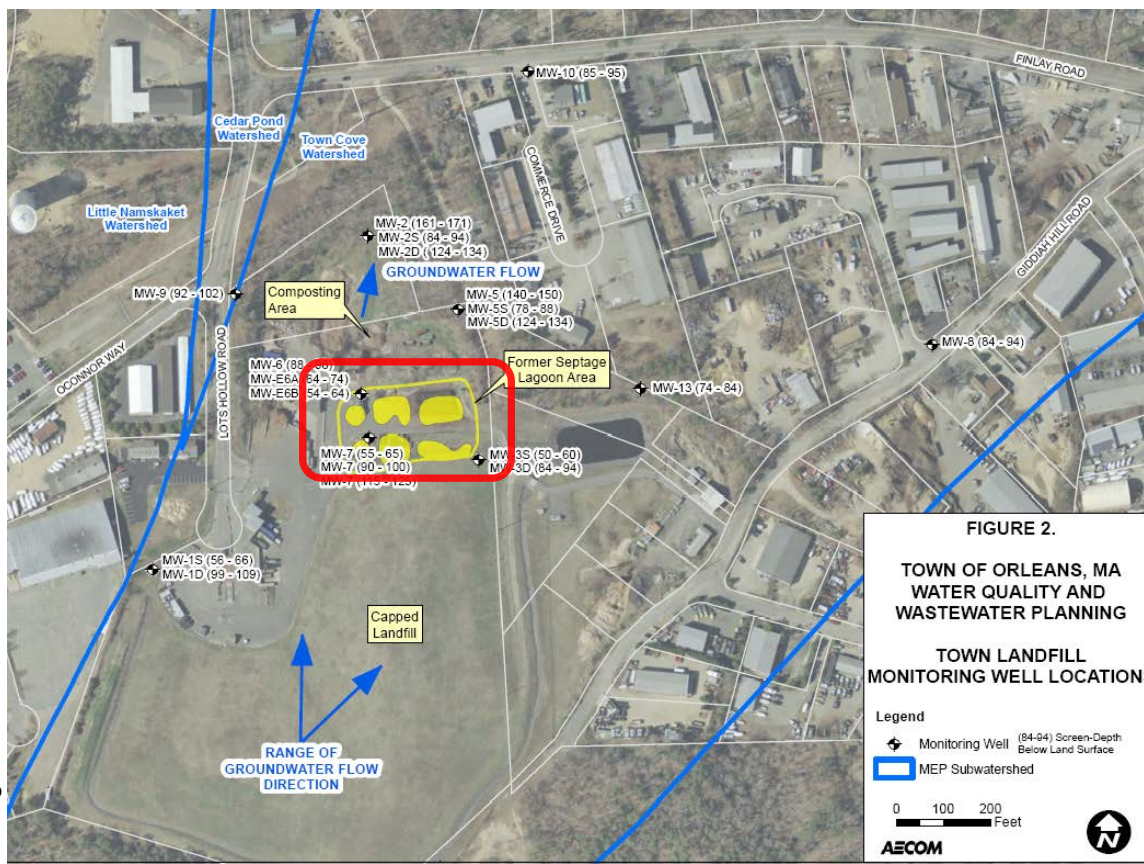 MW-10 (85 - 95)
FINLAY ROAD
Cedar Pond
Watershed
Town Cove
Watershed
COMMERCE DRIVE
Little Namskaket
Watershed
MW-2 (161 - 171)
MW-2S (84 - 94)
MW-2D (124 - 134)
GROUNDWATER FLOW
GIDDIAH HILL ROAD
MW-9 (92 - 102)
Composting
Area
MW-5 (140 - 150)
MW-5S (78 - 88)
MW-5D (124 - 134)
OCONNOR WAY
LOTS HOLLOW ROAD
MW-8 (84 - 94)
Former Septage
Lagoon Area
MW-6 (88
MW-E6A 64 - 74)
MW-E6B 54 - 64)
MW-13 (74 - 84)
MW-7 (55 - 65)
MW-7 (90 - 100)
MW-7 (115 - 125)
MW-3S (50 - 60)
MW-3D (84 - 94)
MW-1S (56 - 66)
MW-1D (99 - 109)
Capped
Landfill
RANGE OF
GROUNDWATER FLOW
DIRECTION
FIGURE 2.
TOWN OF ORLEANS, MA
WATER QUALITY AND
WASTEWATER PLANNING
TOWN LANDFILL
MONITORING WELL LOCATION
Legend
Monitoring Well (84-94) Screen-Depth
Below Land Surface
MEP Subwatershed
0 100 200
Feet
AECOM
N